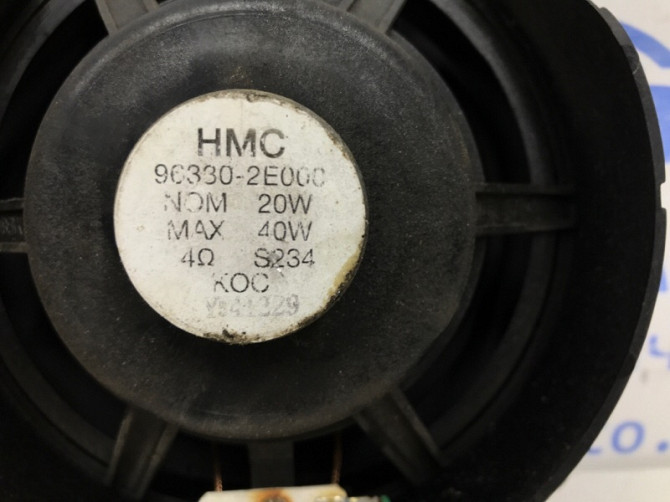 HMC
96330-2E000
NOM 20W
MAX 40W
4Ω S234
KOC